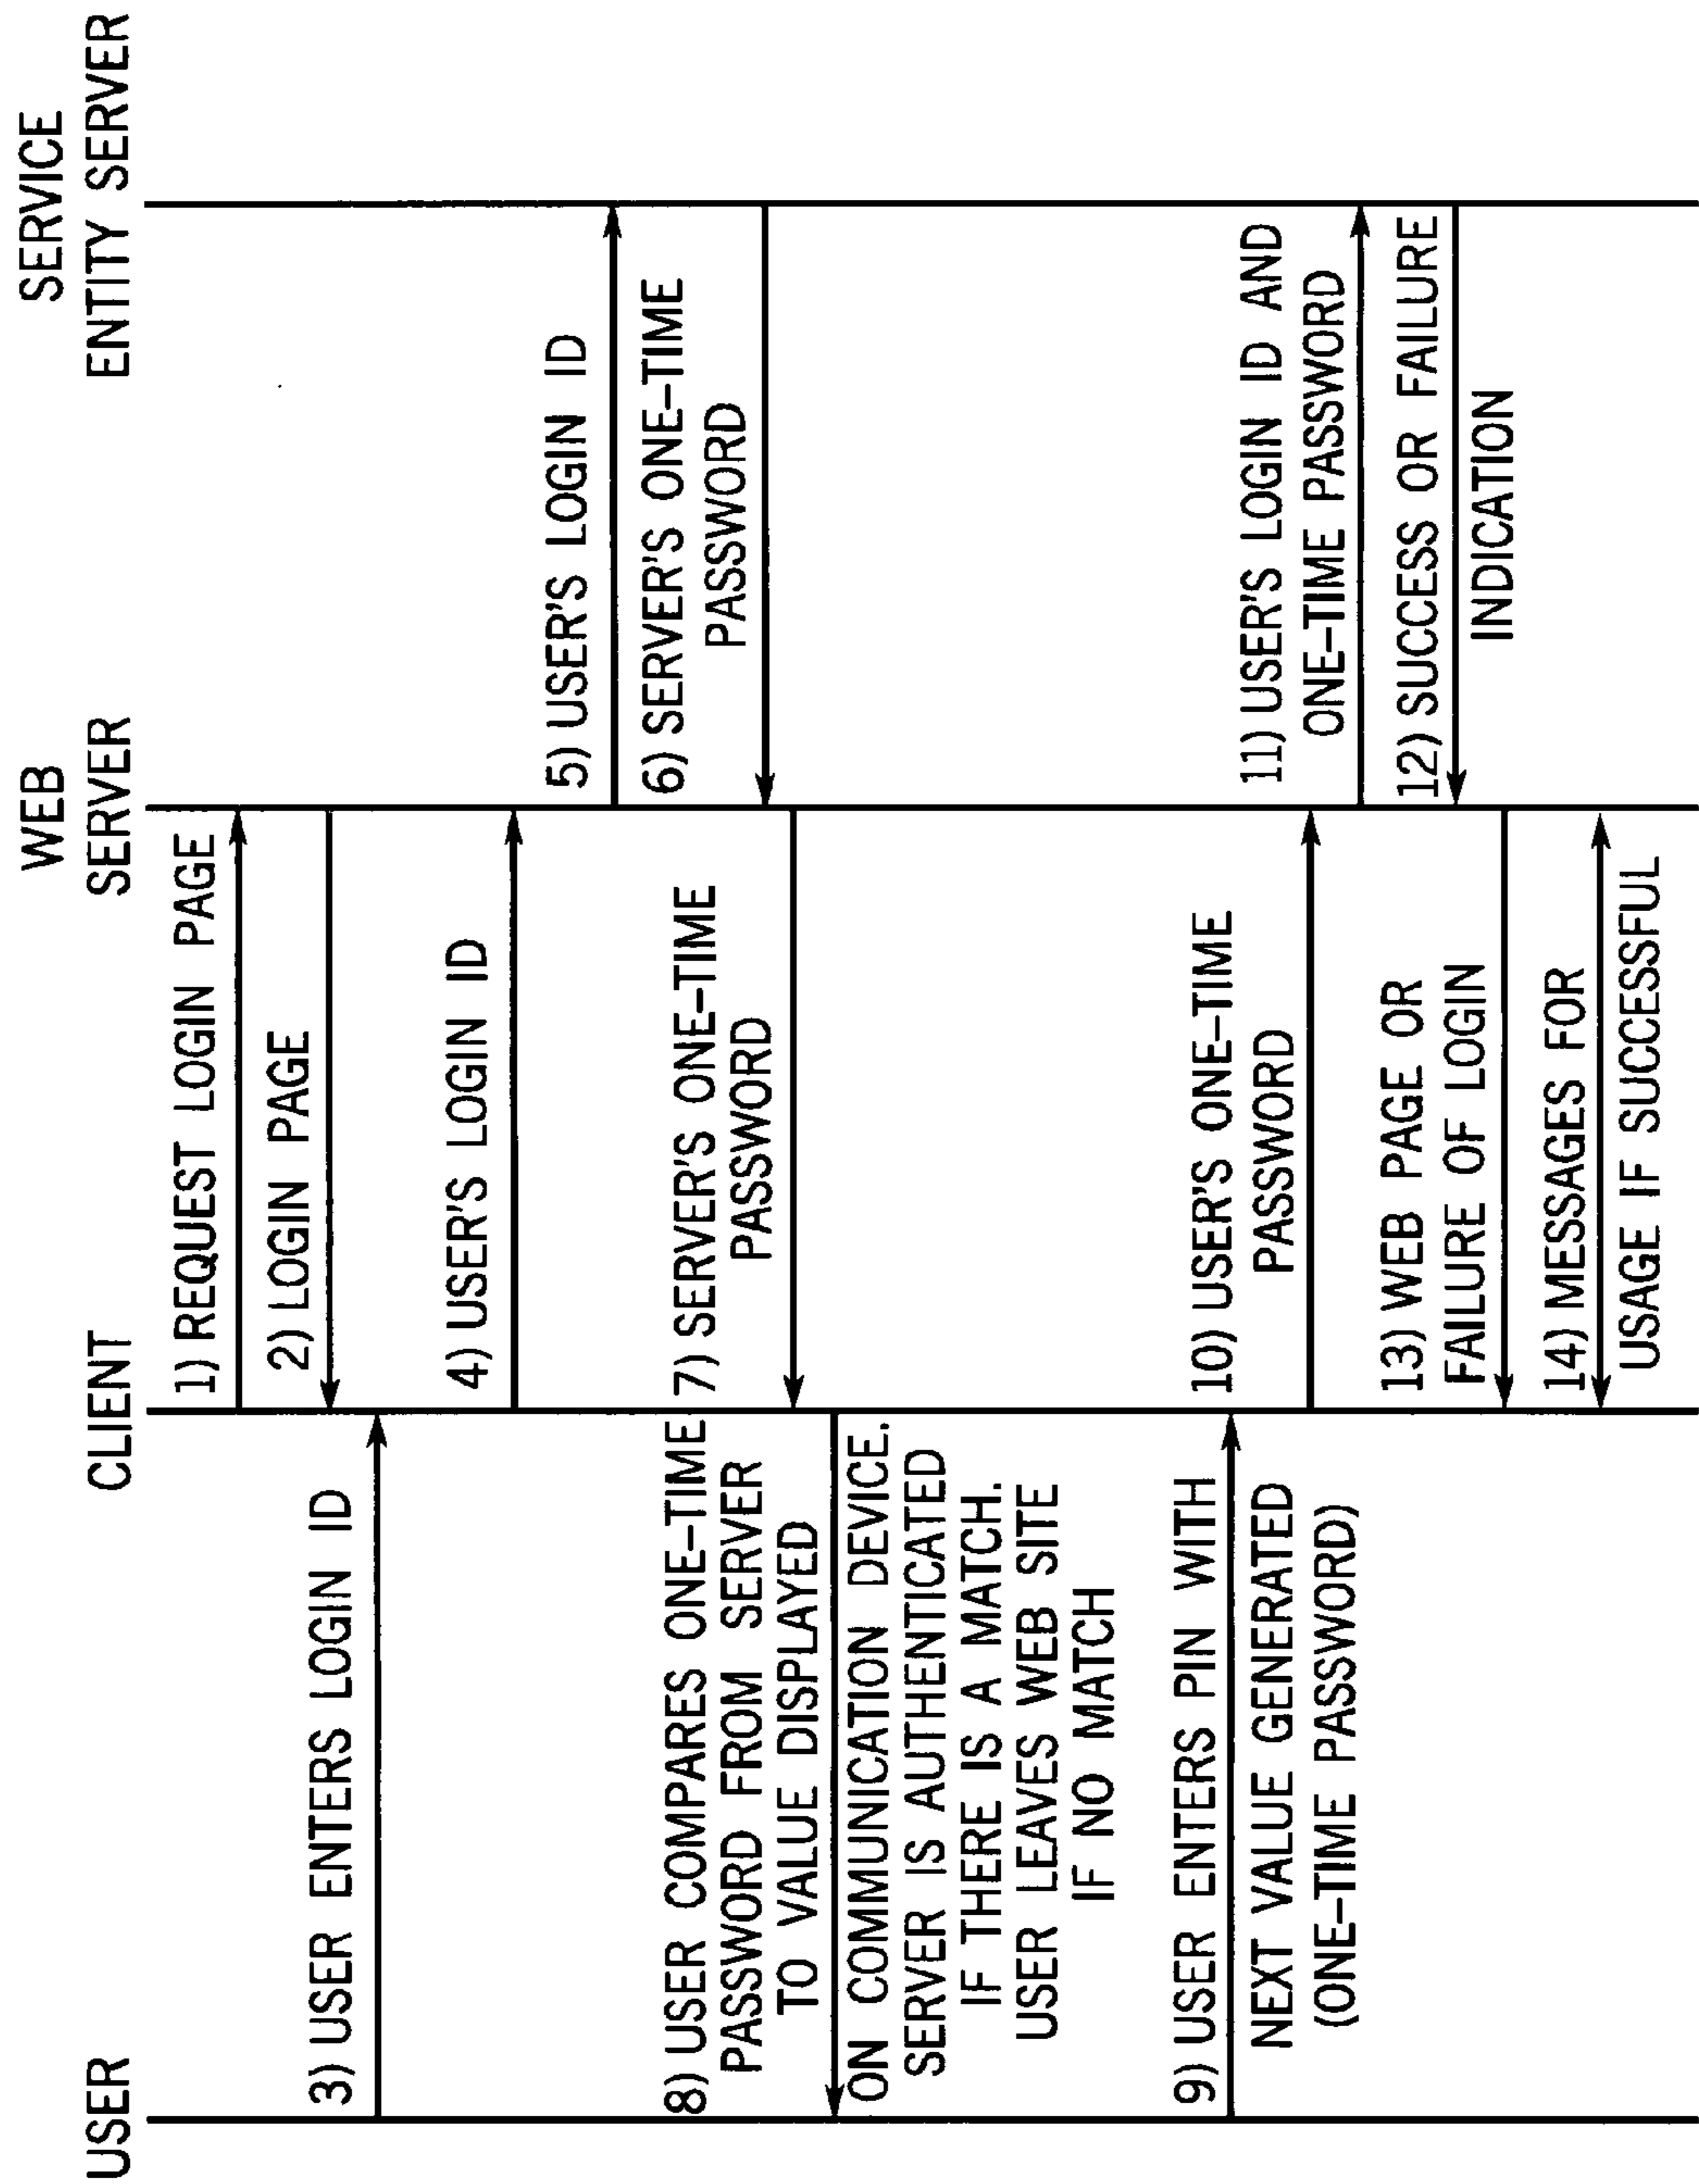 USER
CLIENT
WEB
SERVER
SERVICE
ENTITY SERVER
1) REQUEST LOGIN PAGE
2) LOGIN PAGE
3) USER ENTERS LOGIN ID
4) USER'S LOGIN ID
5) USER'S LOGIN ID
6) SERVER'S ONE-TIME
PASSWORD
7) SERVER'S ONE-TIME
PASSWORD
8) USER COMPARES ONE-TIME
PASSWORD FROM SERVER
TO VALUE DISPLAYED
ON COMMUNICATION DEVICE.
SERVER IS AUTHENTICATED
IF THERE IS A MATCH.
USER LEAVES WEB SITE
IF NO MATCH
9) USER ENTERS PIN WITH
NEXT VALUE GENERATED
(ONE-TIME PASSWORD)
10) USER'S ONE-TIME
PASSWORD
11) USER'S LOGIN ID AND
ONE-TIME PASSWORD
12) SUCCESS OR FAILURE
INDICATION
13) WEB PAGE OR
FAILURE OF LOGIN
14) MESSAGES FOR
USAGE IF SUCCESSFUL